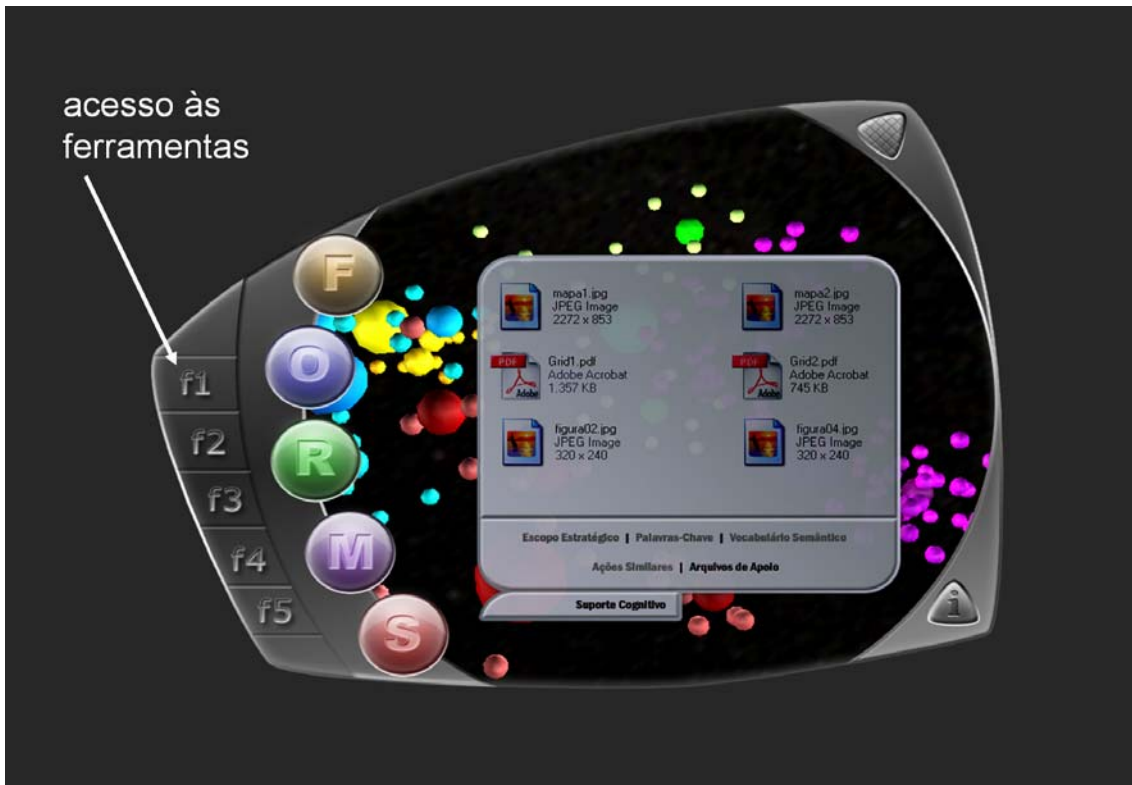 acesso às
ferramentas
F
O
R
M
S
f1
f2
f3
f4
f5
mapa1.jpg
JPEG Image
2272 x 853
mapa2.jpg
JPEG Image
2272 x 853
PDF
Adobe
Grid1.pdf
Adobe Acrobat
1.357 KB
PDF
Adobe
Grid2.pdf
Adobe Acrobat
745 KB
figura02.jpg
JPEG Image
320 x 240
figura04.jpg
JPEG Image
320 x 240
Escopo Estratégico | Palavras-Chave | Vocabulário Semântico
Ações Similares | Arquivos de Apoio
Suporte Cognitivo
i